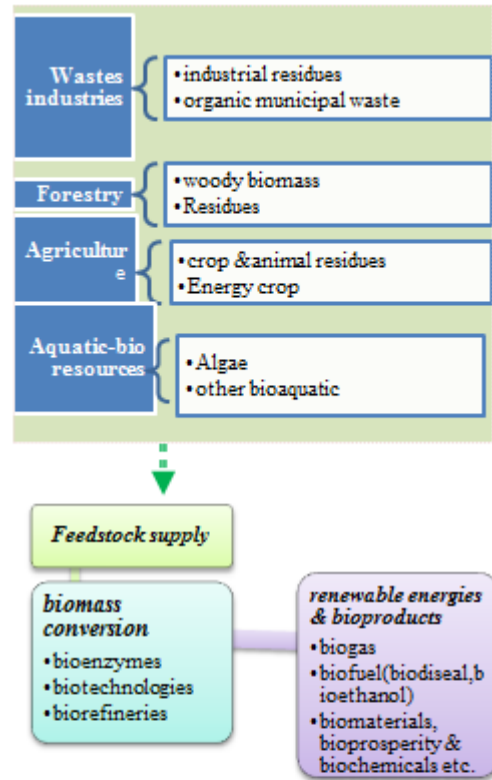 Wastes
industries
•industrial residues
•organic municipal waste
Forestry
•woody biomass
•Residues
Agricultur
e
•crop &animal residues
•Energy crop
Aquatic-bio
resources
•Algae
•other bioaquatic
Feedstock supply
biomass
conversion
•bioenzymes
•biotechnologies
•biorefineries
renewable energies
& bioproducts
•biogas
•biofuel(biodiseal,b
ioethanol)
•biomaterials,
bioprosperity &
biochemicals etc.